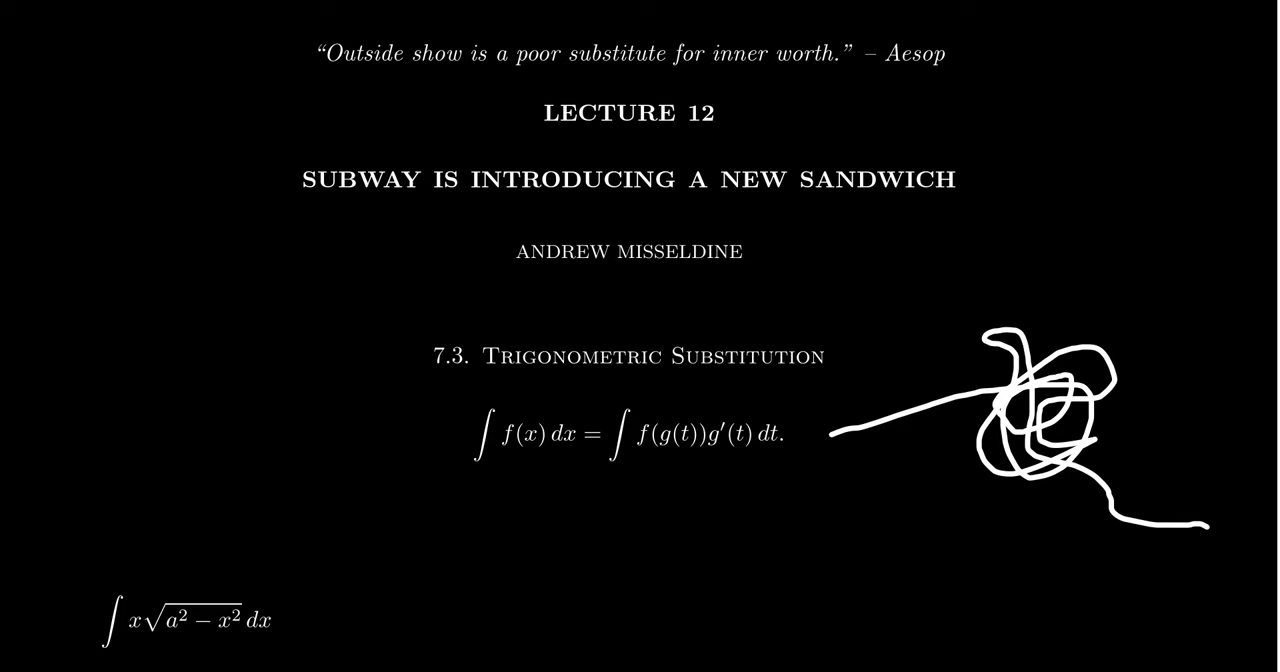 “Outside show is a poor substitute for inner worth.” – Aesop
LECTURE 12
SUBWAY IS INTRODUCING A NEW SANDWICH
ANDREW MISSELDINE
7.3. Trigonometric Substitution
∫ f(x) dx = ∫ f(g(t))g′(t) dt.
∫ x√(a² − x²) dx